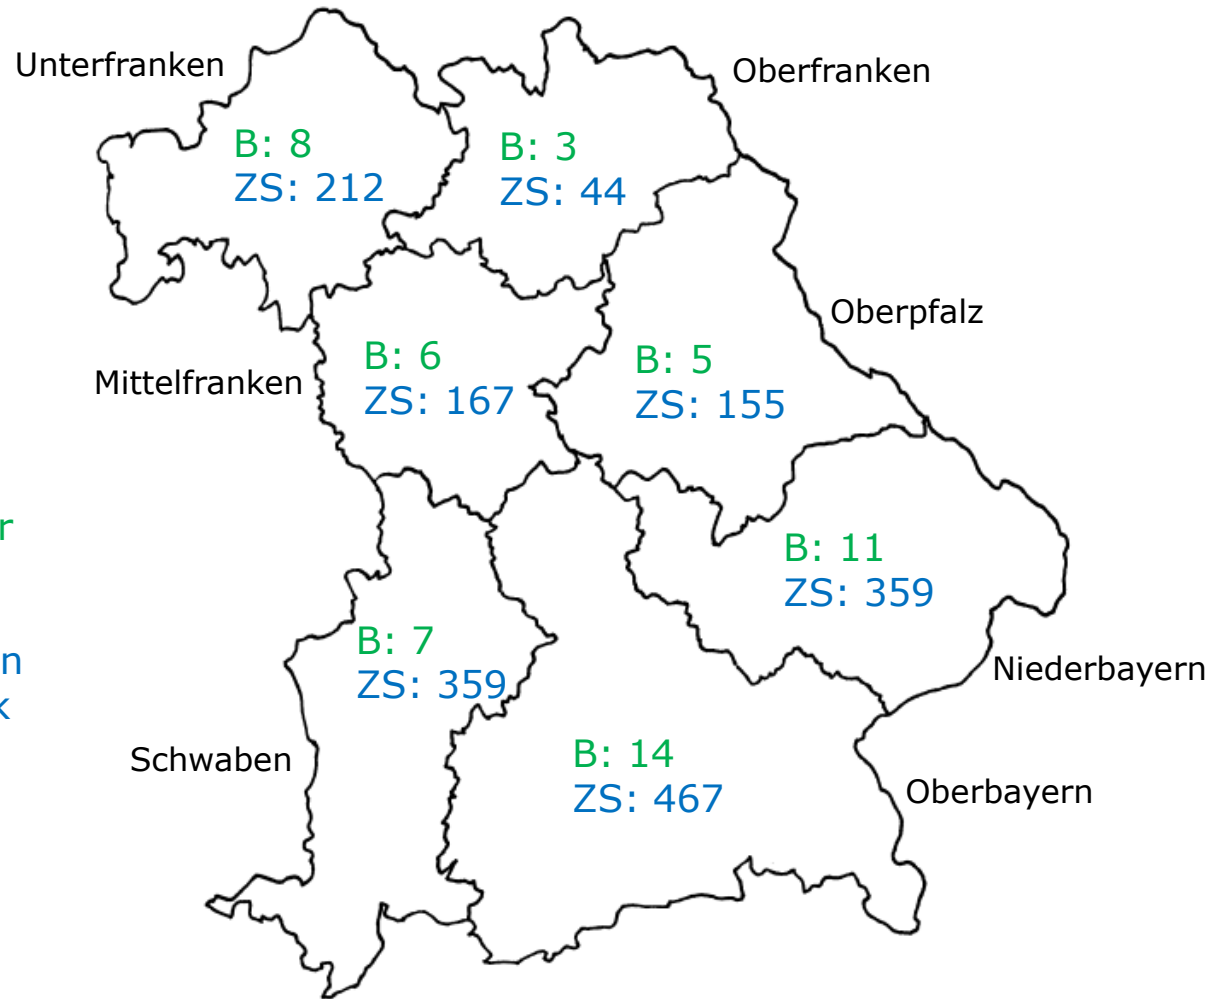 Unterfranken
Oberfranken
B: 8
ZS: 212
B: 3
ZS: 44
Oberpfalz
Mittelfranken
B: 6
ZS: 167
B: 5
ZS: 155
r
B: 11
ZS: 359
n
k
B: 7
ZS: 359
Niederbayern
Schwaben
B: 14
ZS: 467
Oberbayern